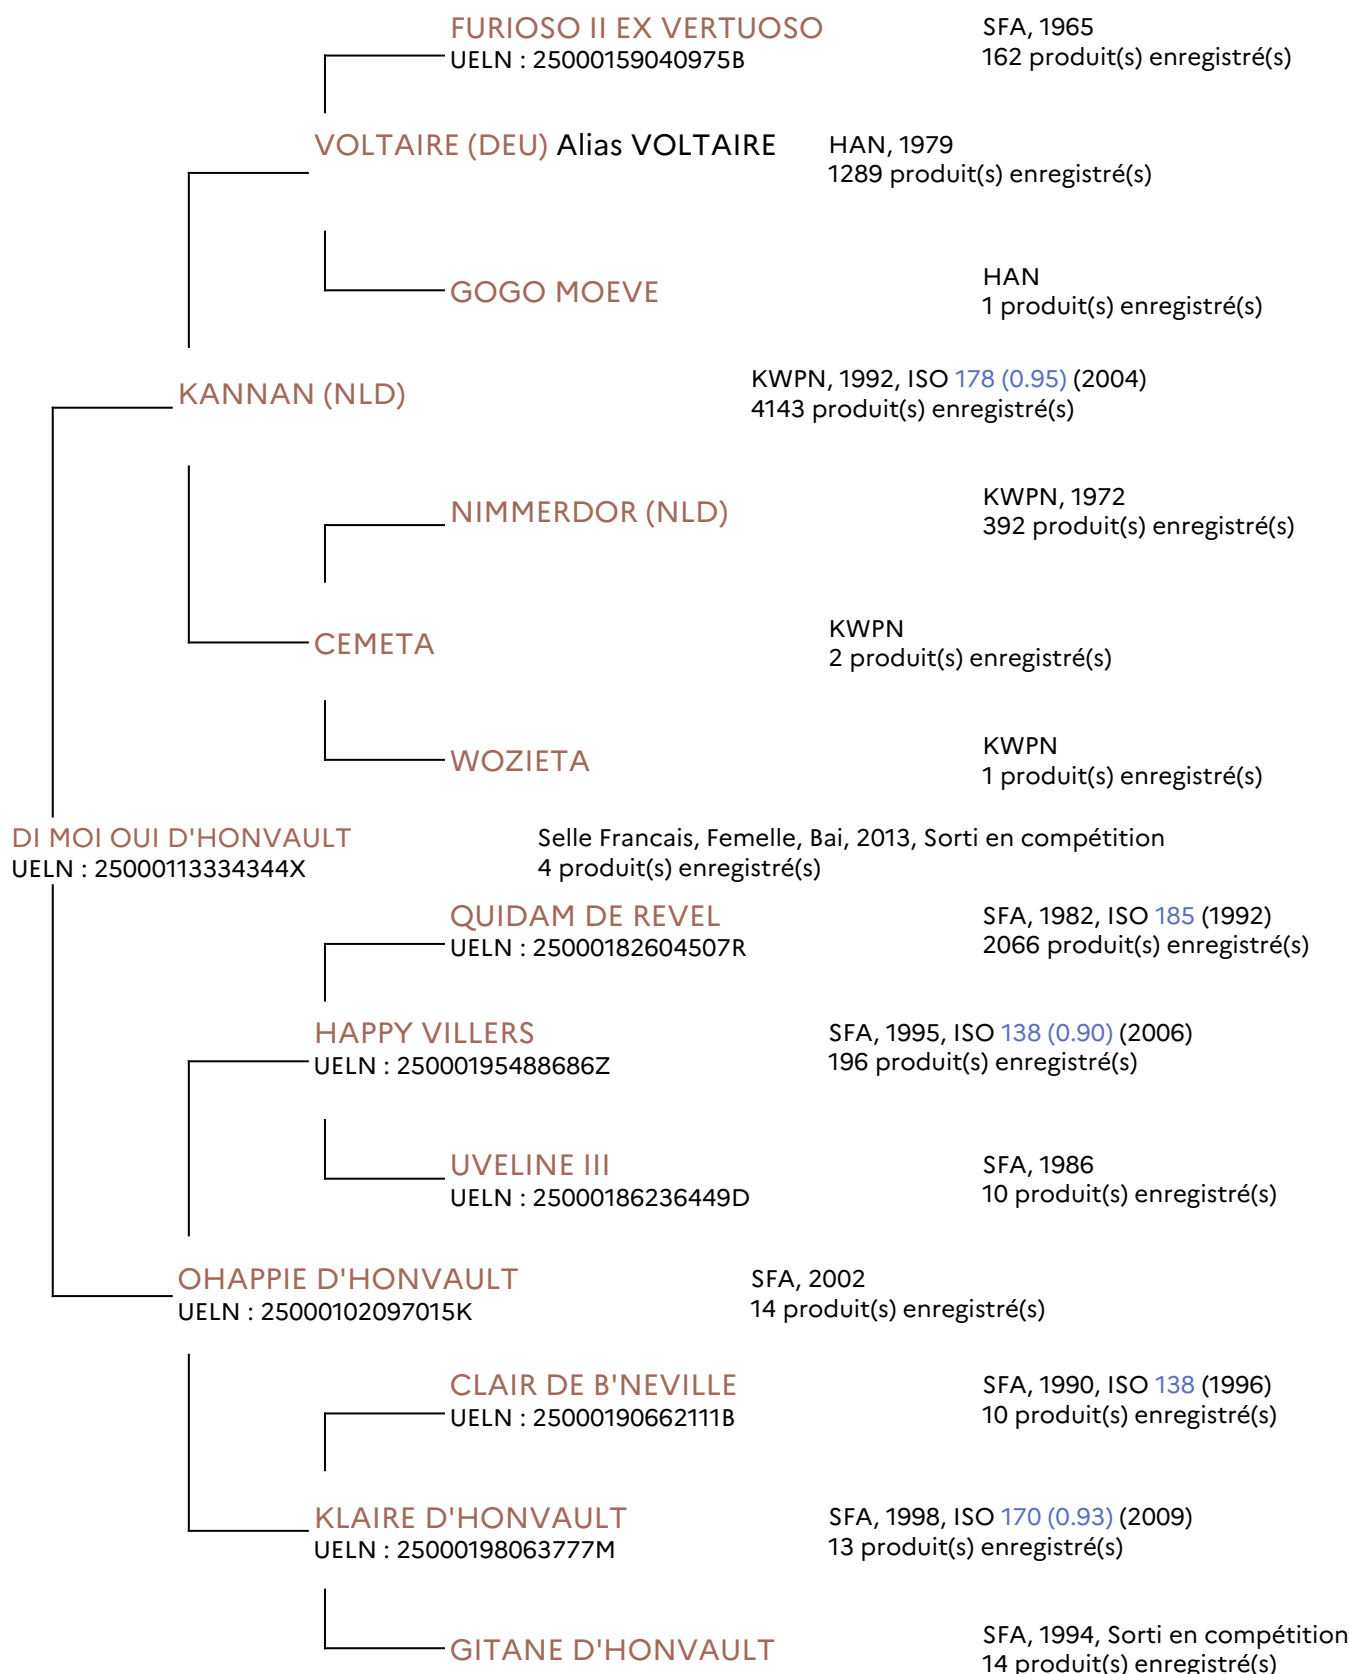 FURIOSO II EX VERTUOSO
UELN : 25000159040975B
SFA, 1965
162 produit(s) enregistré(s)
VOLTAIRE (DEU) Alias VOLTAIRE
HAN, 1979
1289 produit(s) enregistré(s)
GOGO MOEVE
HAN
1 produit(s) enregistré(s)
KANNAN (NLD)
KWPN, 1992, ISO 178 (0.95) (2004)
4143 produit(s) enregistré(s)
NIMMERDOR (NLD)
KWPN, 1972
392 produit(s) enregistré(s)
CEMETA
KWPN
2 produit(s) enregistré(s)
WOZIETA
KWPN
1 produit(s) enregistré(s)
DI MOI OUI D'HONVAULT
UELN : 25000113334344X
Selle Francais, Femelle, Bai, 2013, Sorti en compétition
4 produit(s) enregistré(s)
QUIDAM DE REVEL
UELN : 25000182604507R
SFA, 1982, ISO 185 (1992)
2066 produit(s) enregistré(s)
HAPPY VILLERS
UELN : 25000195488686Z
SFA, 1995, ISO 138 (0.90) (2006)
196 produit(s) enregistré(s)
UVELINE III
UELN : 25000186236449D
SFA, 1986
10 produit(s) enregistré(s)
OHAPPIE D'HONVAULT
UELN : 25000102097015K
SFA, 2002
14 produit(s) enregistré(s)
CLAIR DE B'NEVILLE
UELN : 25000190662111B
SFA, 1990, ISO 138 (1996)
10 produit(s) enregistré(s)
KLAIRE D'HONVAULT
UELN : 25000198063777M
SFA, 1998, ISO 170 (0.93) (2009)
13 produit(s) enregistré(s)
GITANE D'HONVAULT
SFA, 1994, Sorti en compétition
14 produit(s) enregistré(s)